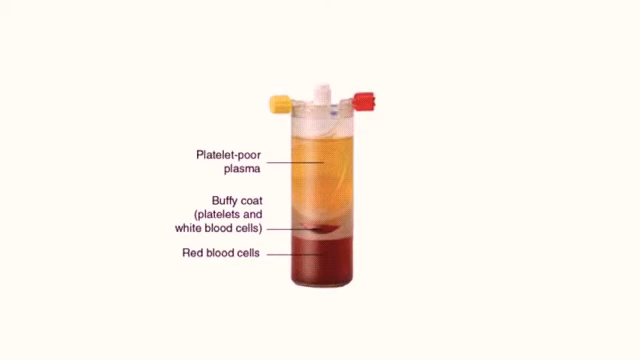 Platelet-poor
plasma
Buffy coat
(platelets and
white blood cells)
Red blood cells